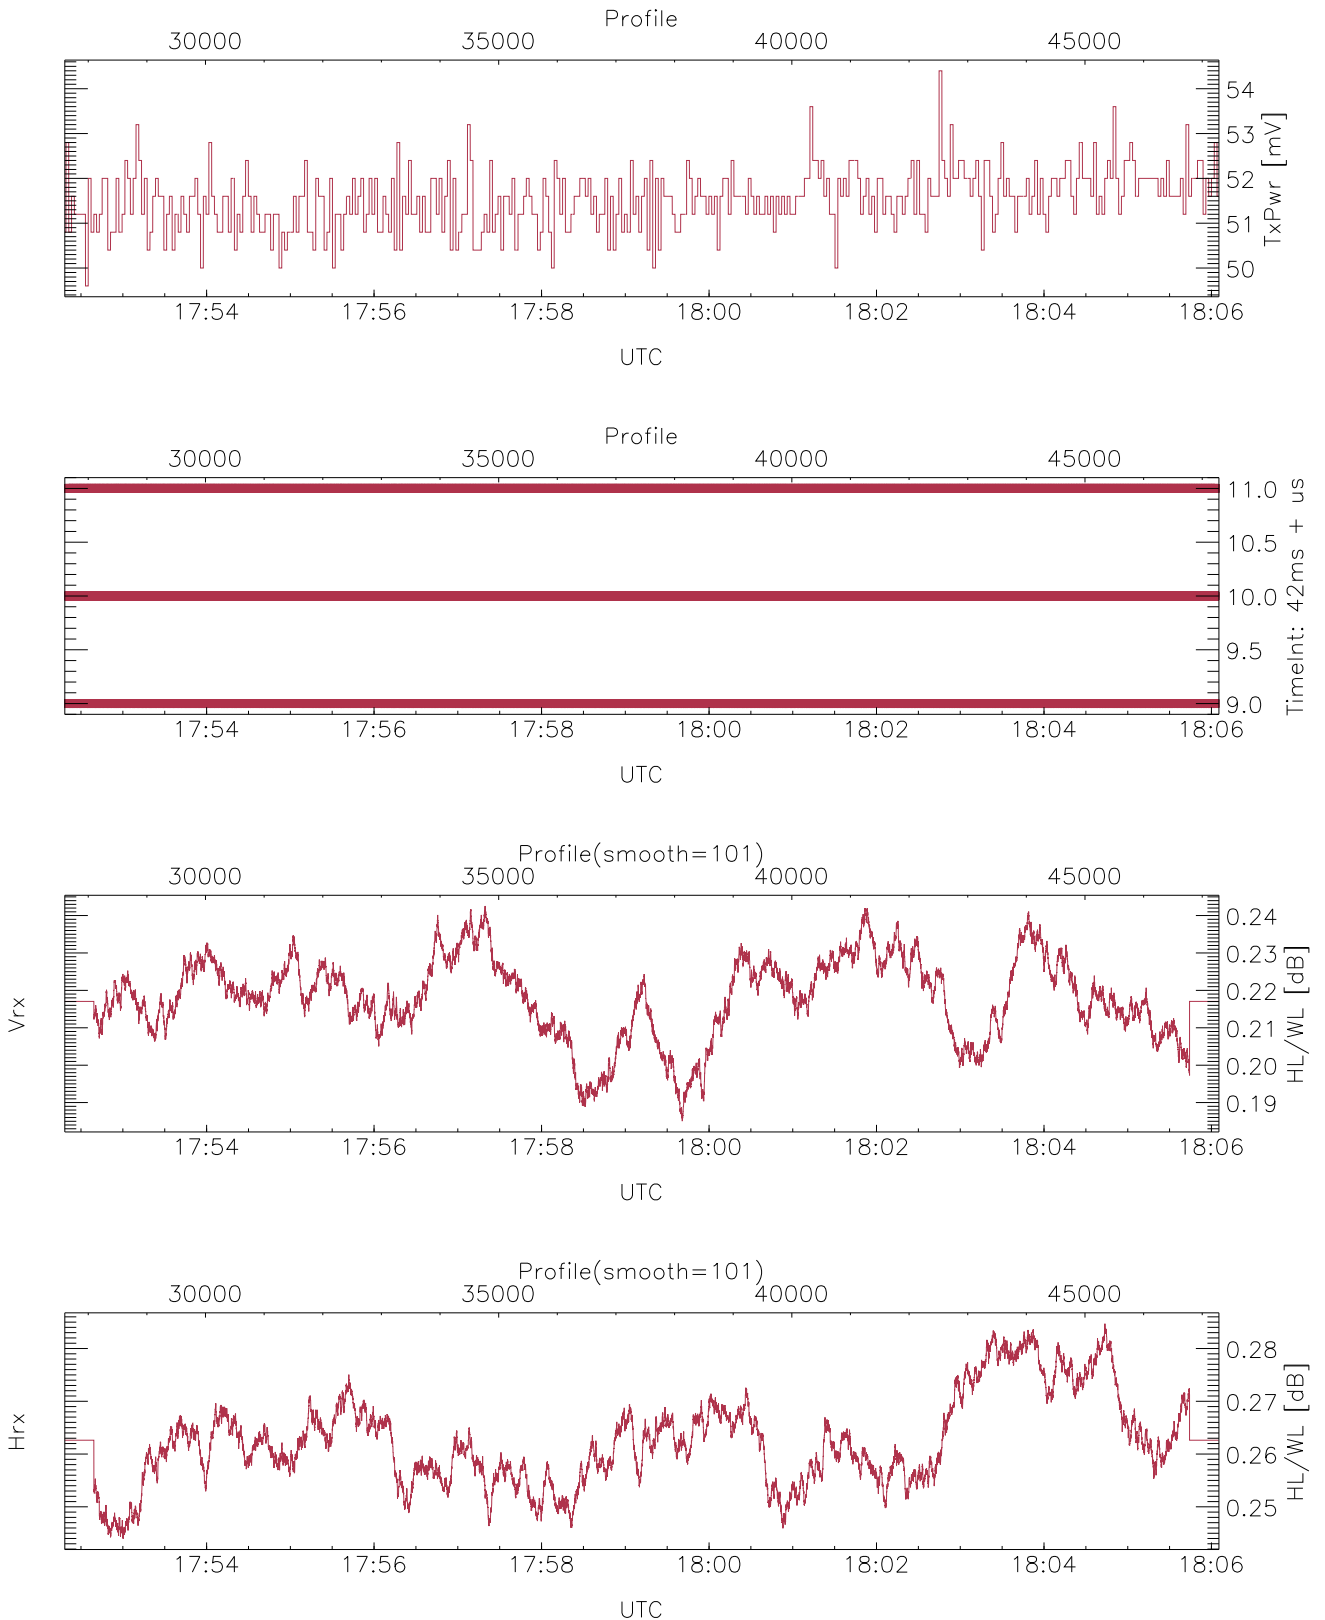 Profile
30000 35000 40000 45000
54
53
52
51
50
TxPwr [mV]
17:54 17:56 17:58 18:00 18:02 18:04 18:06
UTC
Profile
30000 35000 40000 45000
11.0
10.5
10.0
9.5
9.0
TimeInt: 42ms + us
17:54 17:56 17:58 18:00 18:02 18:04 18:06
UTC
Profile(smooth=101)
30000 35000 40000 45000
Vrx
0.24
0.23
0.22
0.21
0.20
0.19
HL/WL [dB]
17:54 17:56 17:58 18:00 18:02 18:04 18:06
UTC
Profile(smooth=101)
30000 35000 40000 45000
Hrx
0.28
0.27
0.26
0.25
HL/WL [dB]
17:54 17:56 17:58 18:00 18:02 18:04 18:06
UTC